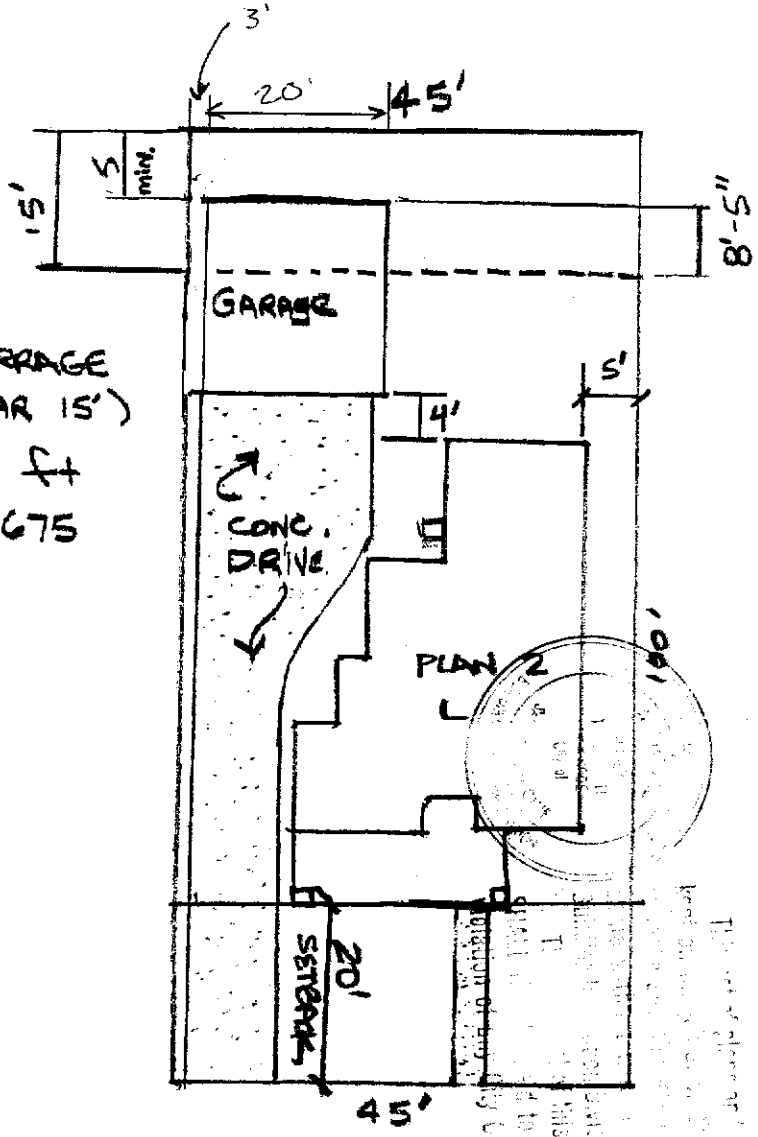 3'
20'
45'
5
min.
15'
8'-5"
GARAGE
RRAGE
AR 15')
ft
675
5'
4'
CONC.
DRIVE
PLAN 2
100'
20'
SETBACK
45'